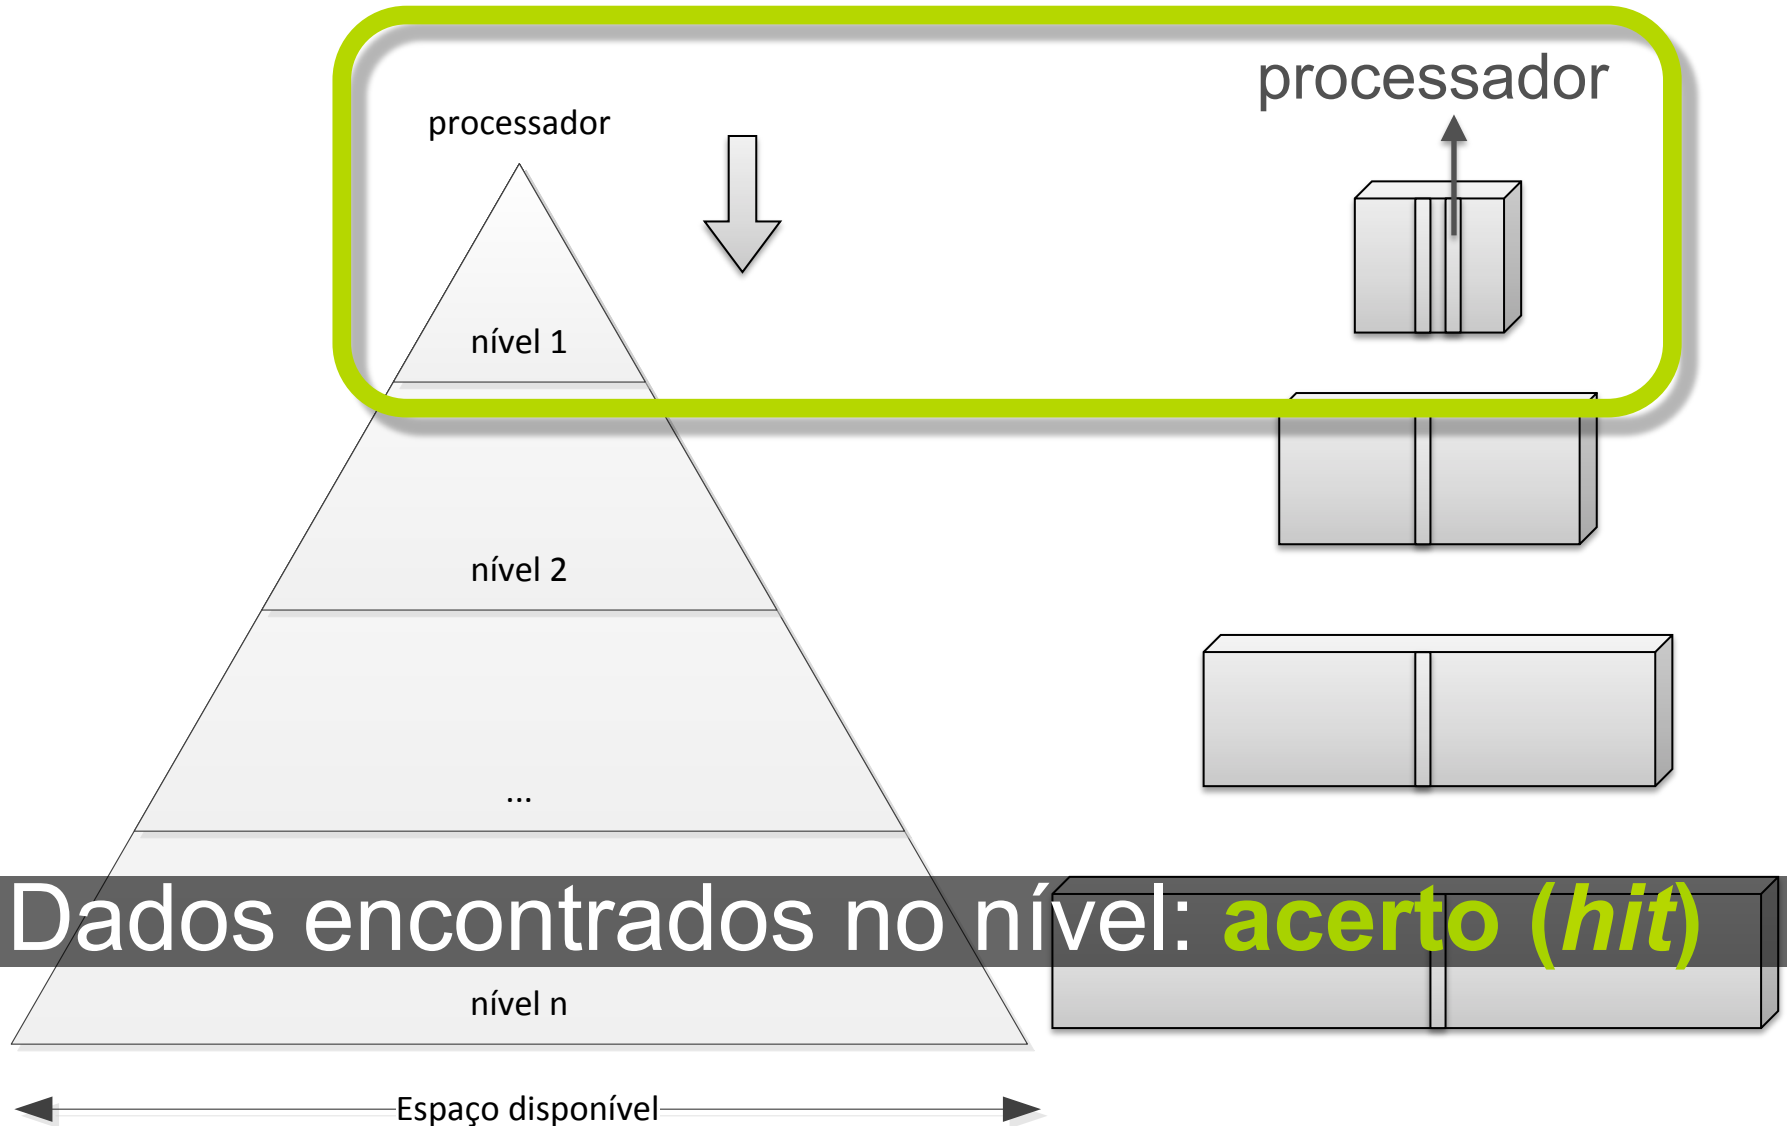 processador
processador
nível 1
nível 2
...
Dados encontrados no nível: acerto (hit)
nível n
Espaço disponível